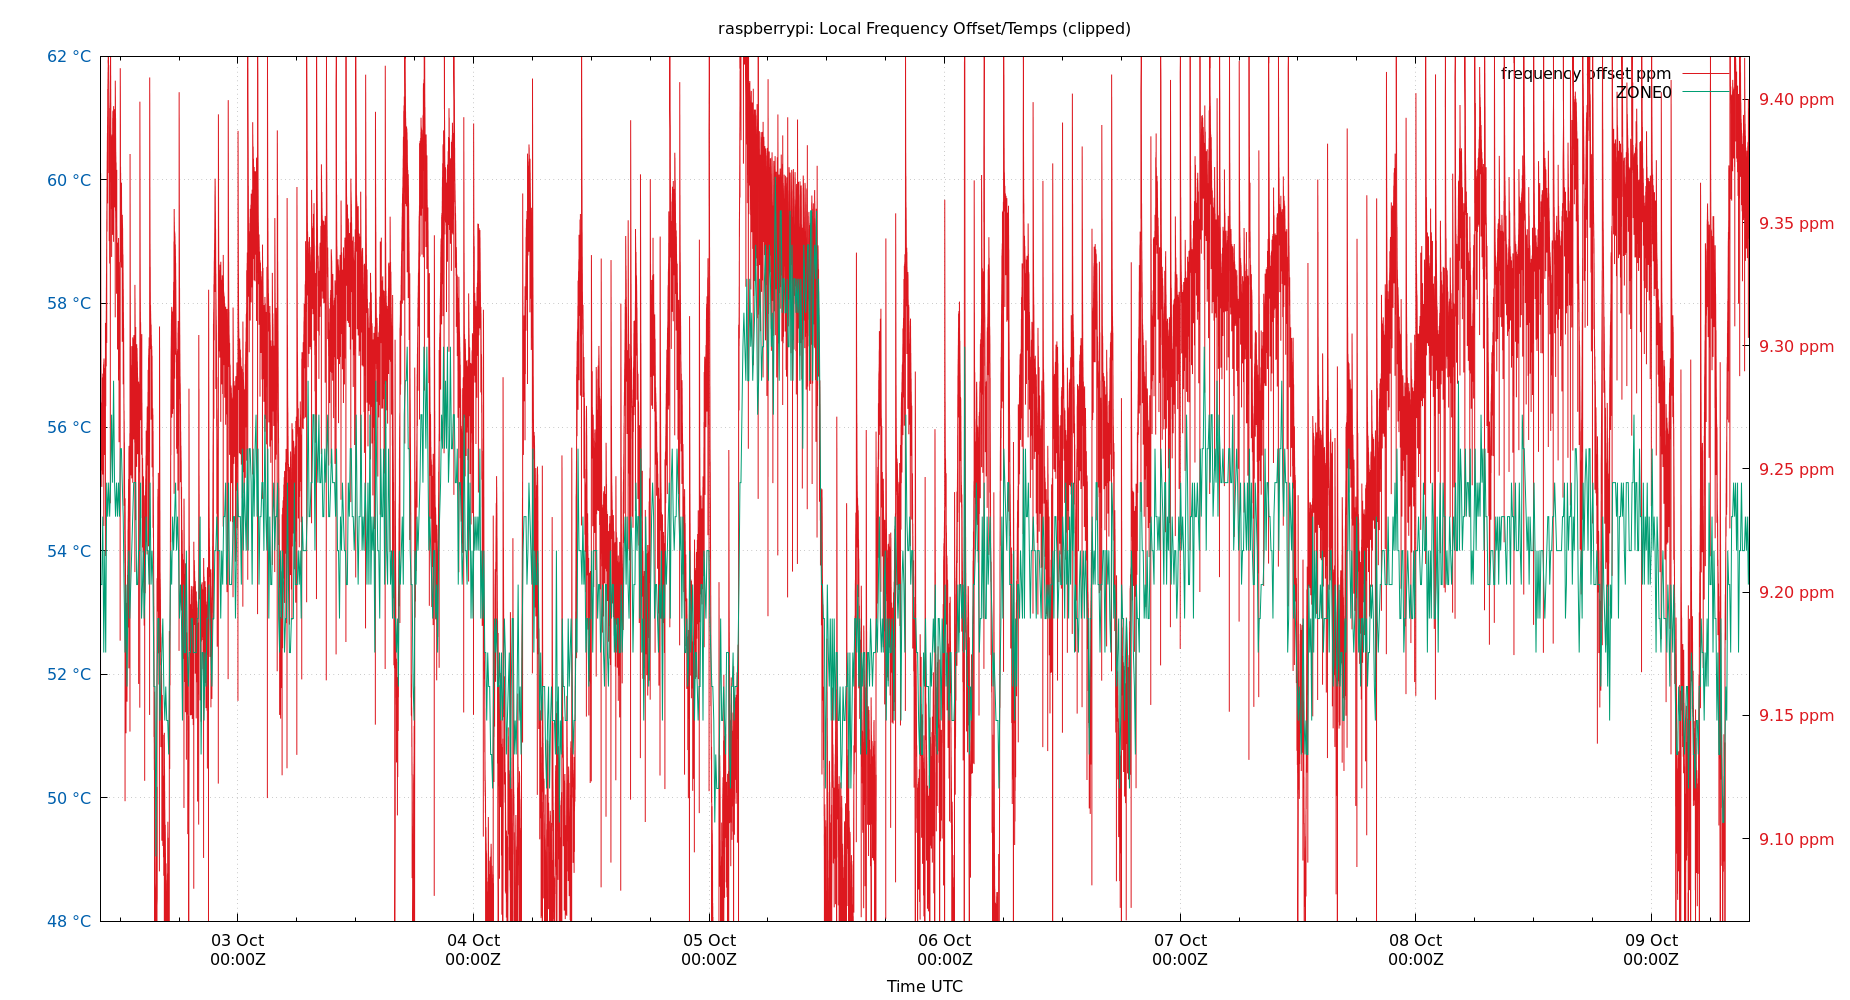 raspberrypi: Local Frequency Offset/Temps (clipped)
62 °C
60 °C
58 °C
56 °C
54 °C
52 °C
50 °C
48 °C
frequency offset ppm
ZONE0
9.40 ppm
9.35 ppm
9.30 ppm
9.25 ppm
9.20 ppm
9.15 ppm
9.10 ppm
03 Oct 04 Oct 05 Oct 06 Oct 07 Oct 08 Oct 09 Oct
00:00Z 00:00Z 00:00Z 00:00Z 00:00Z 00:00Z 00:00Z
Time UTC